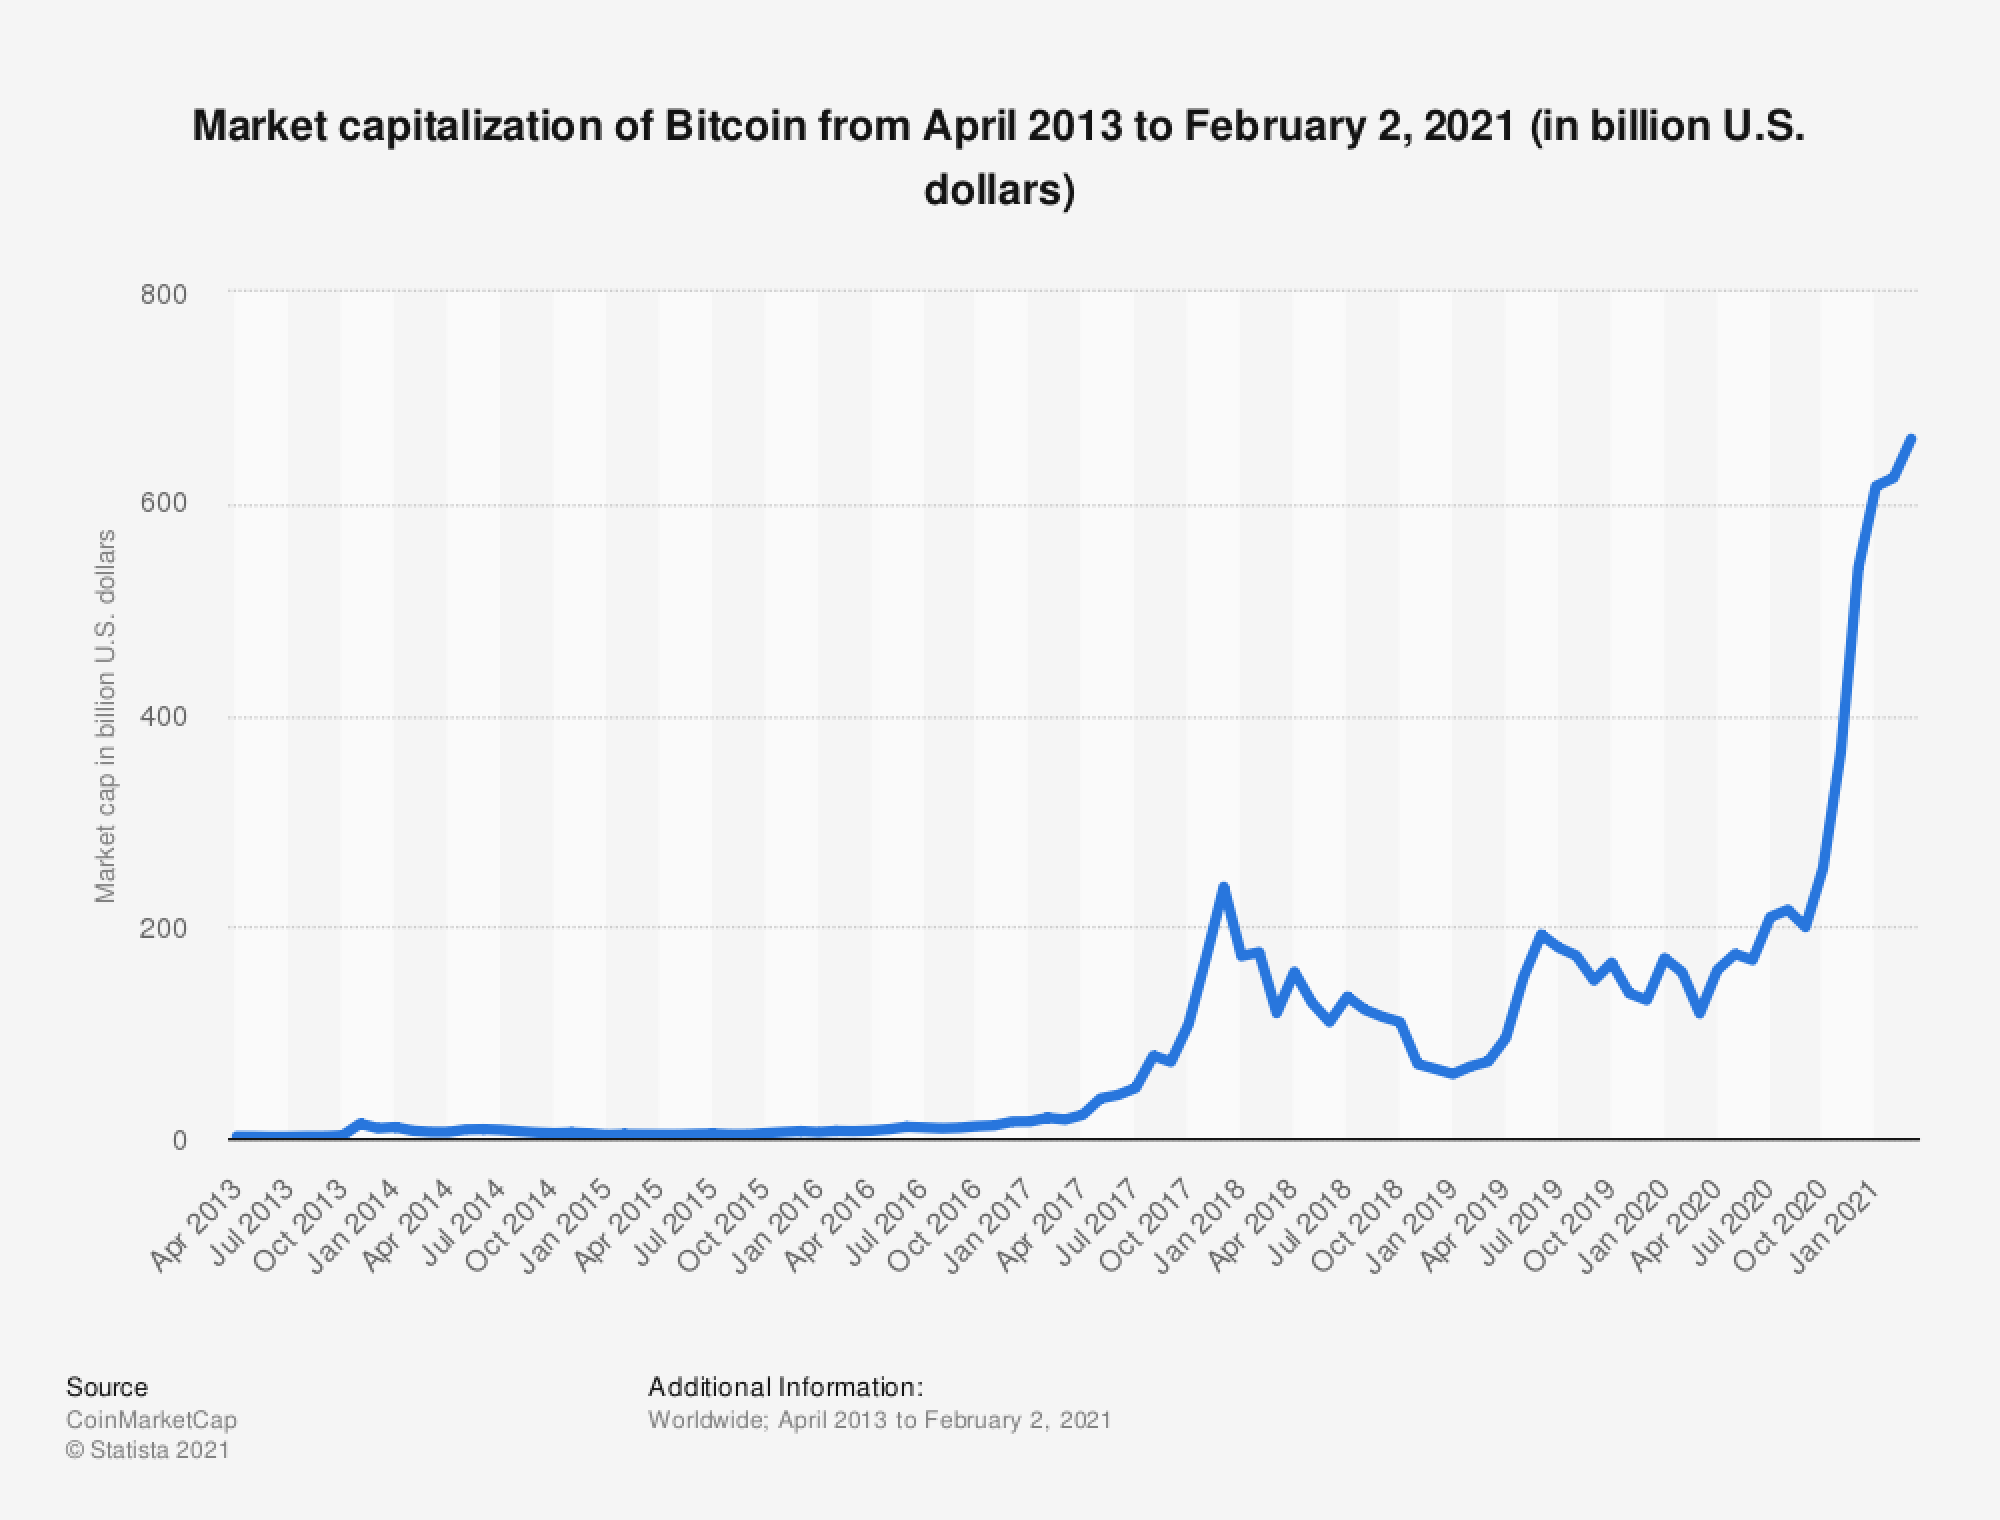 Market capitalization of Bitcoin from April 2013 to February 2, 2021 (in billion U.S.
dollars)
Market cap in billion U.S. dollars
800
600
400
200
0
Apr 2013
Jul 2013
Oct 2013
Jan 2014
Apr 2014
Jul 2014
Oct 2014
Jan 2015
Apr 2015
Jul 2015
Oct 2015
Jan 2016
Apr 2016
Jul 2016
Oct 2016
Jan 2017
Apr 2017
Jul 2017
Oct 2017
Jan 2018
Apr 2018
Jul 2018
Oct 2018
Jan 2019
Apr 2019
Jul 2019
Oct 2019
Jan 2020
Apr 2020
Jul 2020
Oct 2020
Jan 2021
Source
CoinMarketCap
© Statista 2021
Additional Information:
Worldwide; April 2013 to February 2, 2021